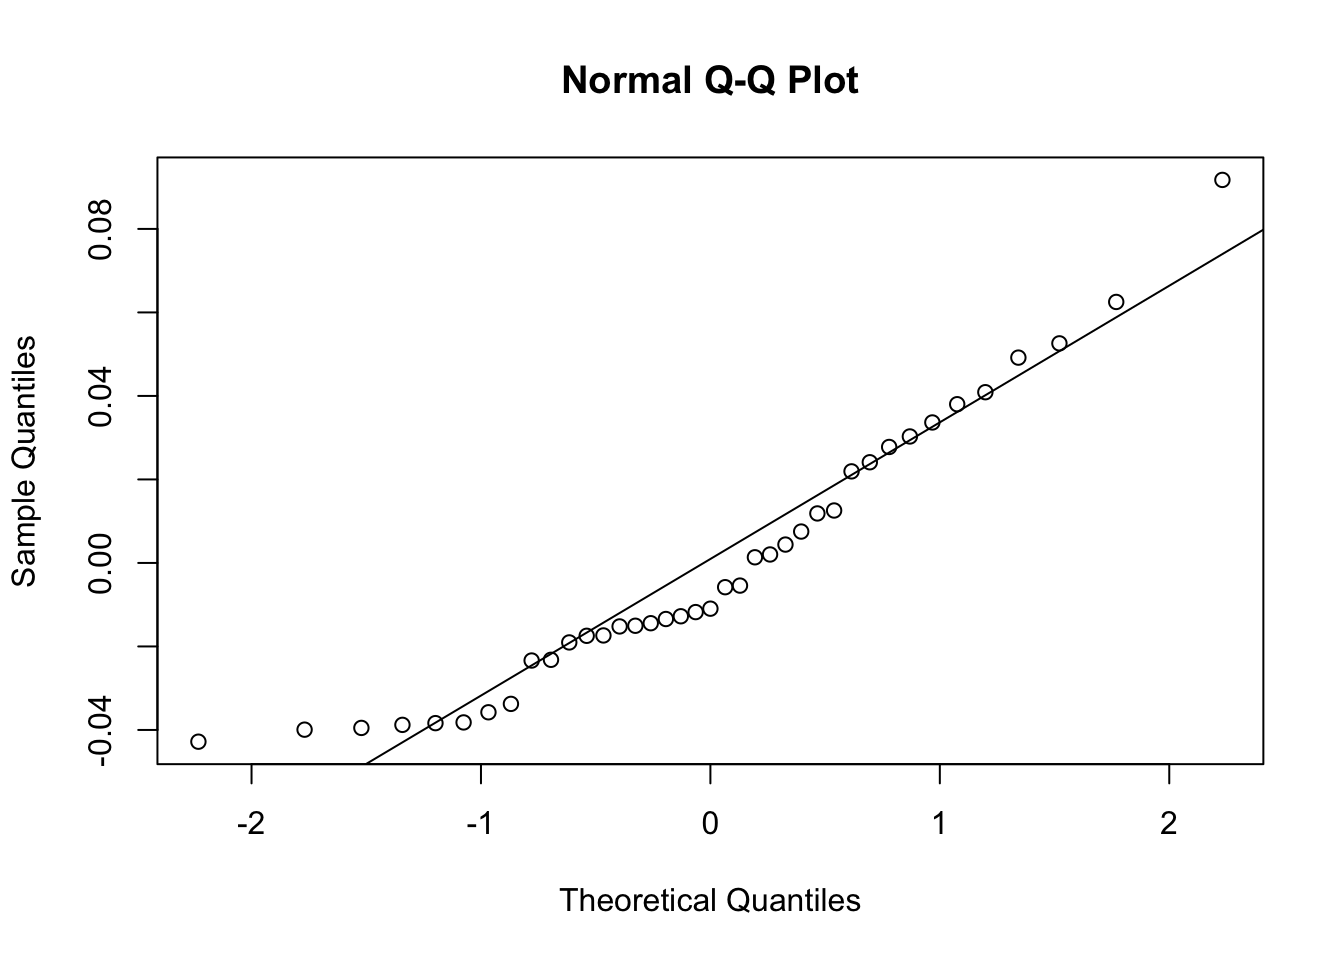 Normal Q-Q Plot
Sample Quantiles
0.08
0.04
0.00
-0.04
-2 -1 0 1 2
Theoretical Quantiles